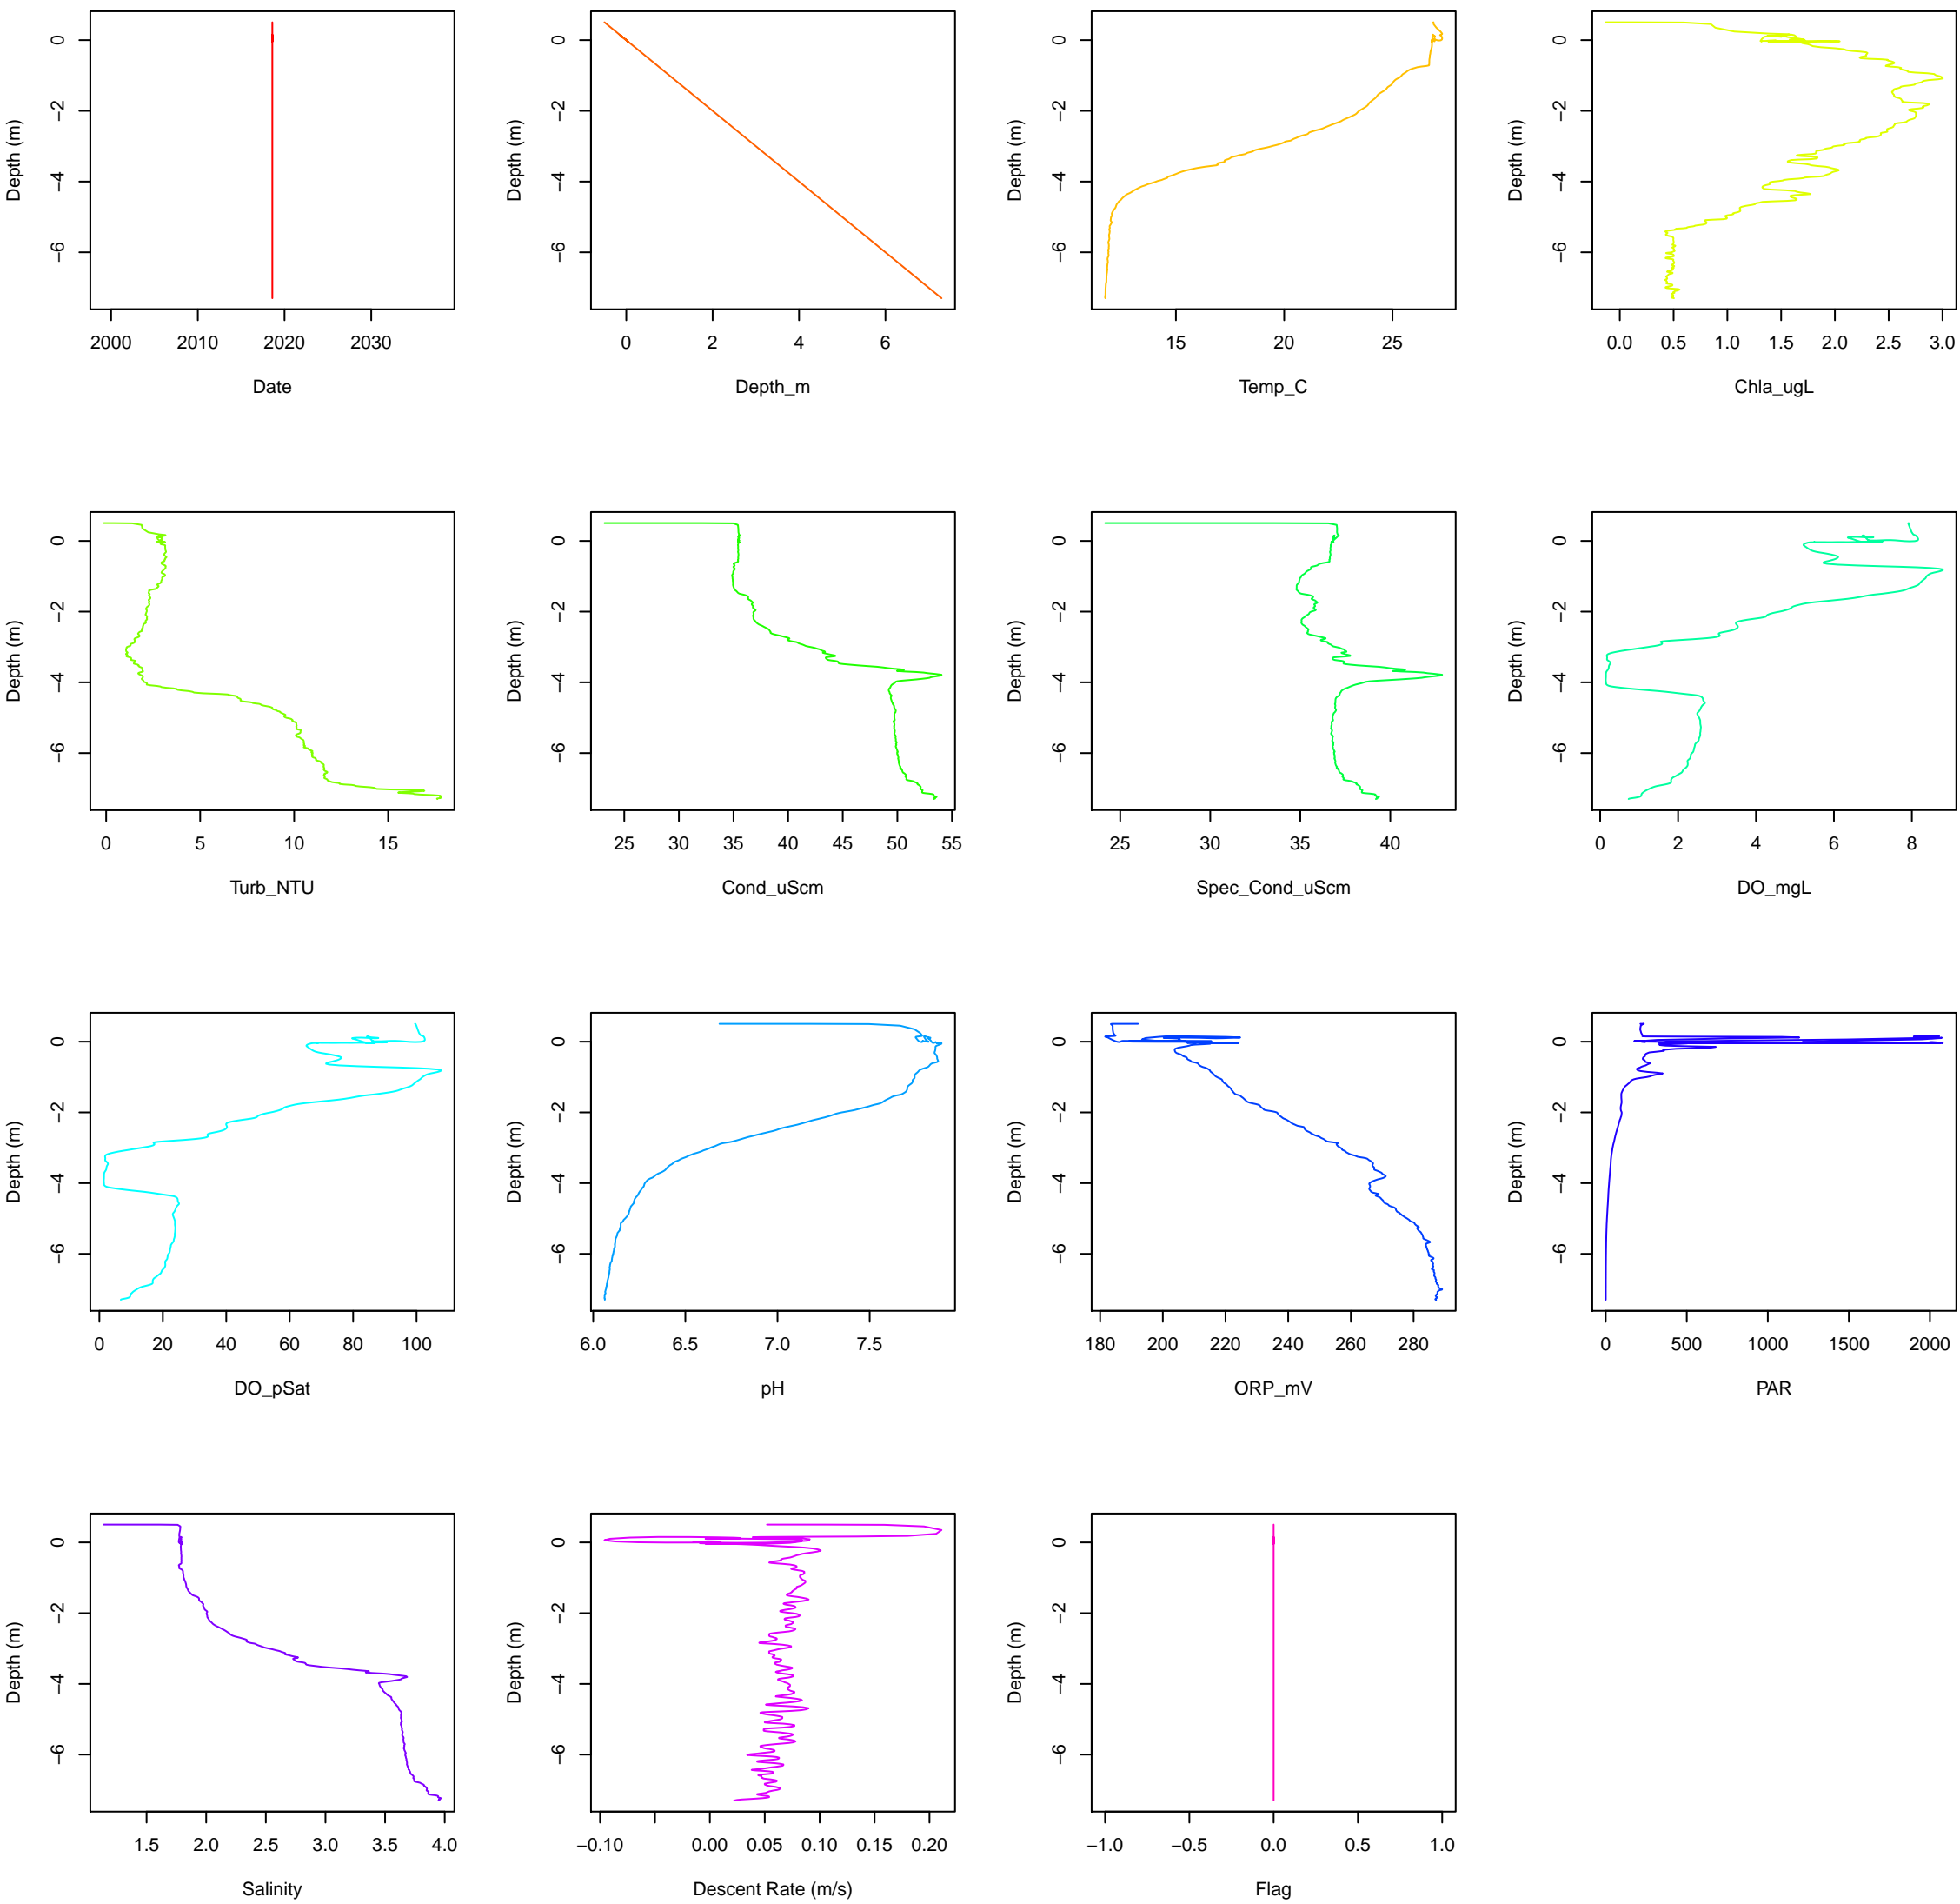 Depth (m)
0
−2
−4
−6
2000 2010 2020 2030
Date
Depth (m)
0
−2
−4
−6
0 2 4 6
Depth_m
Depth (m)
0
−2
−4
−6
15 20 25
Temp_C
Depth (m)
0
−2
−4
−6
0.0 0.5 1.0 1.5 2.0 2.5 3.0
Chla_ugL
Depth (m)
0
−2
−4
−6
0 5 10 15
Turb_NTU
Depth (m)
0
−2
−4
−6
25 30 35 40 45 50 55
Cond_uScm
Depth (m)
0
−2
−4
−6
25 30 35 40
Spec_Cond_uScm
Depth (m)
0
−2
−4
−6
0 2 4 6 8
DO_mgL
Depth (m)
0
−2
−4
−6
0 20 40 60 80 100
DO_pSat
Depth (m)
0
−2
−4
−6
6.0 6.5 7.0 7.5
pH
Depth (m)
0
−2
−4
−6
180 200 220 240 260 280
ORP_mV
Depth (m)
0
−2
−4
−6
0 500 1000 1500 2000
PAR
Depth (m)
0
−2
−4
−6
1.5 2.0 2.5 3.0 3.5 4.0
Salinity
Depth (m)
0
−2
−4
−6
−0.10 0.00 0.05 0.10 0.15 0.20
Descent Rate (m/s)
Depth (m)
0
−2
−4
−6
−1.0 −0.5 0.0 0.5 1.0
Flag